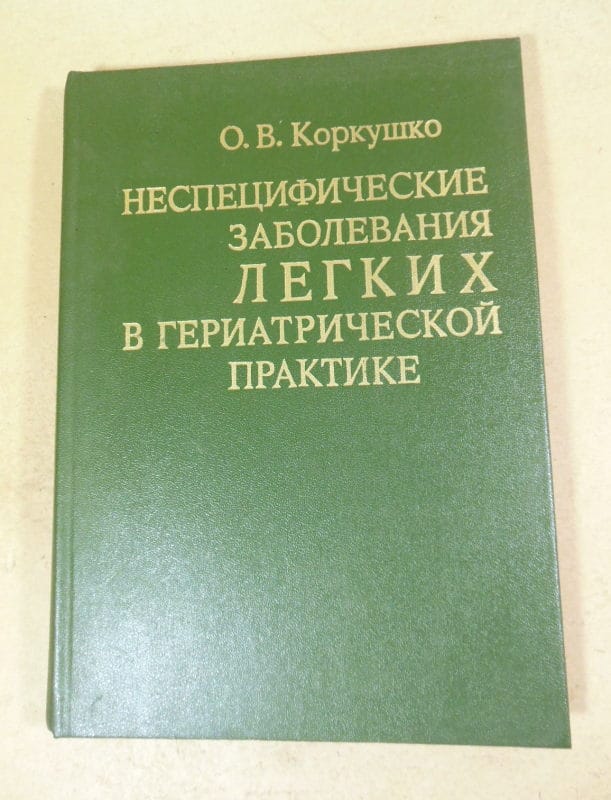 О. В. Коркушко
НЕСПЕЦИФИЧЕСКИЕ
ЗАБОЛЕВАНИЯ
ЛЕГКИХ
В ГЕРИАТРИЧЕСКОЙ
ПРАКТИКЕ